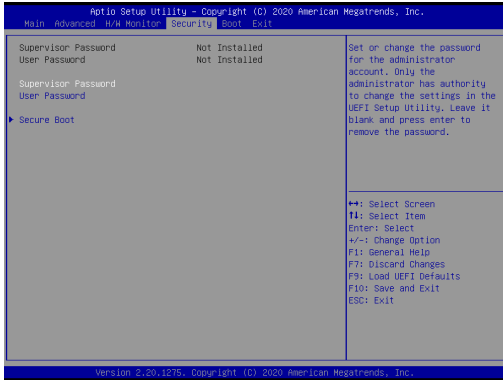 Aptio Setup Utility – Copyright (C) 2020 American Megatrends, Inc.
Main Advanced H/W Monitor Security Boot Exit
Supervisor Password Not Installed
User Password Not Installed
Supervisor Password
User Password
Secure Boot
Set or change the password
for the administrator
account. Only the
administrator has authority
to change the settings in the
UEFI Setup Utility. Leave it
blank and press enter to
remove the password.
↔: Select Screen
↑↓: Select Item
Enter: Select
+/-: Change Option
F1: General Help
F7: Discard Changes
F9: Load UEFI Defaults
F10: Save and Exit
ESC: Exit
Version 2.20.1275. Copyright (C) 2020 American Megatrends, Inc.